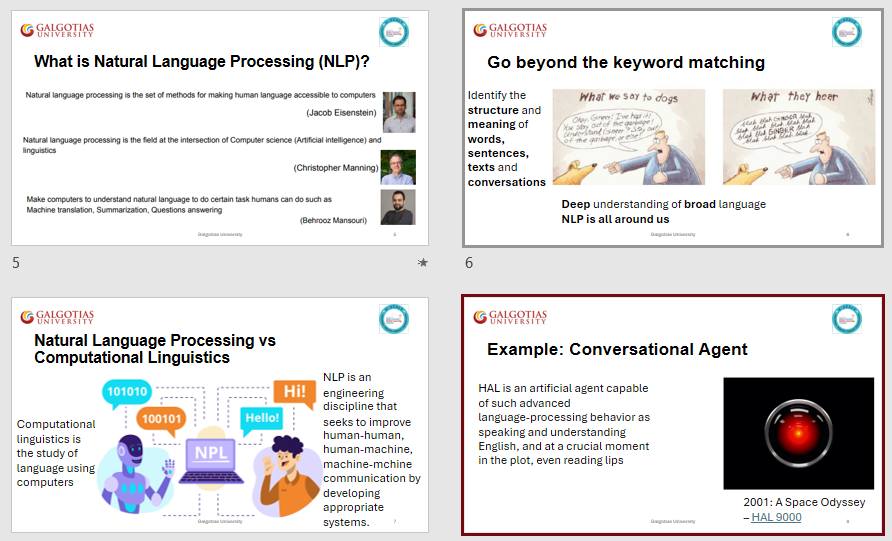 GALGOTIAS
UNIVERSITY
What is Natural Language Processing (NLP)?
Natural language processing is the set of methods for making human language accessible to computers
(Jacob Eisenstein)
Natural language processing is the field at the intersection of Computer science (Artificial intelligence) and
linguistics
(Christopher Manning)
Make computers to understand natural language to do certain task humans can do such as
Machine translation, Summarization, Questions answering
(Behrooz Mansouri)
Galgotias University
5
5
GALGOTIAS
UNIVERSITY
Go beyond the keyword matching
Identify the
structure and
meaning of
words,
sentences,
texts and
conversations
What we say to dogs
Okay, Ginger! I've had it!
You stay out of the garbage!
Understand, Ginger? Stay out
of the garbage, or else!
What they hear
blah blah GINGER blah
blah blah blah blah
blah blah GINGER blah
blah blah blah blah
Deep understanding of broad language
NLP is all around us
Galgotias University
6
6
GALGOTIAS
UNIVERSITY
Natural Language Processing vs
Computational Linguistics
Computational
linguistics is
the study of
language using
computers
101010
100101
Hi!
Hello!
NPL
NLP is an
engineering
discipline that
seeks to improve
human-human,
human-machine,
machine-mchine
communication by
developing
appropriate
systems.
Galgotias University
7
GALGOTIAS
UNIVERSITY
Example: Conversational Agent
HAL is an artificial agent capable
of such advanced
language-processing behavior as
speaking and understanding
English, and at a crucial moment
in the plot, even reading lips
2001: A Space Odyssey
– HAL 9000
Galgotias University
8